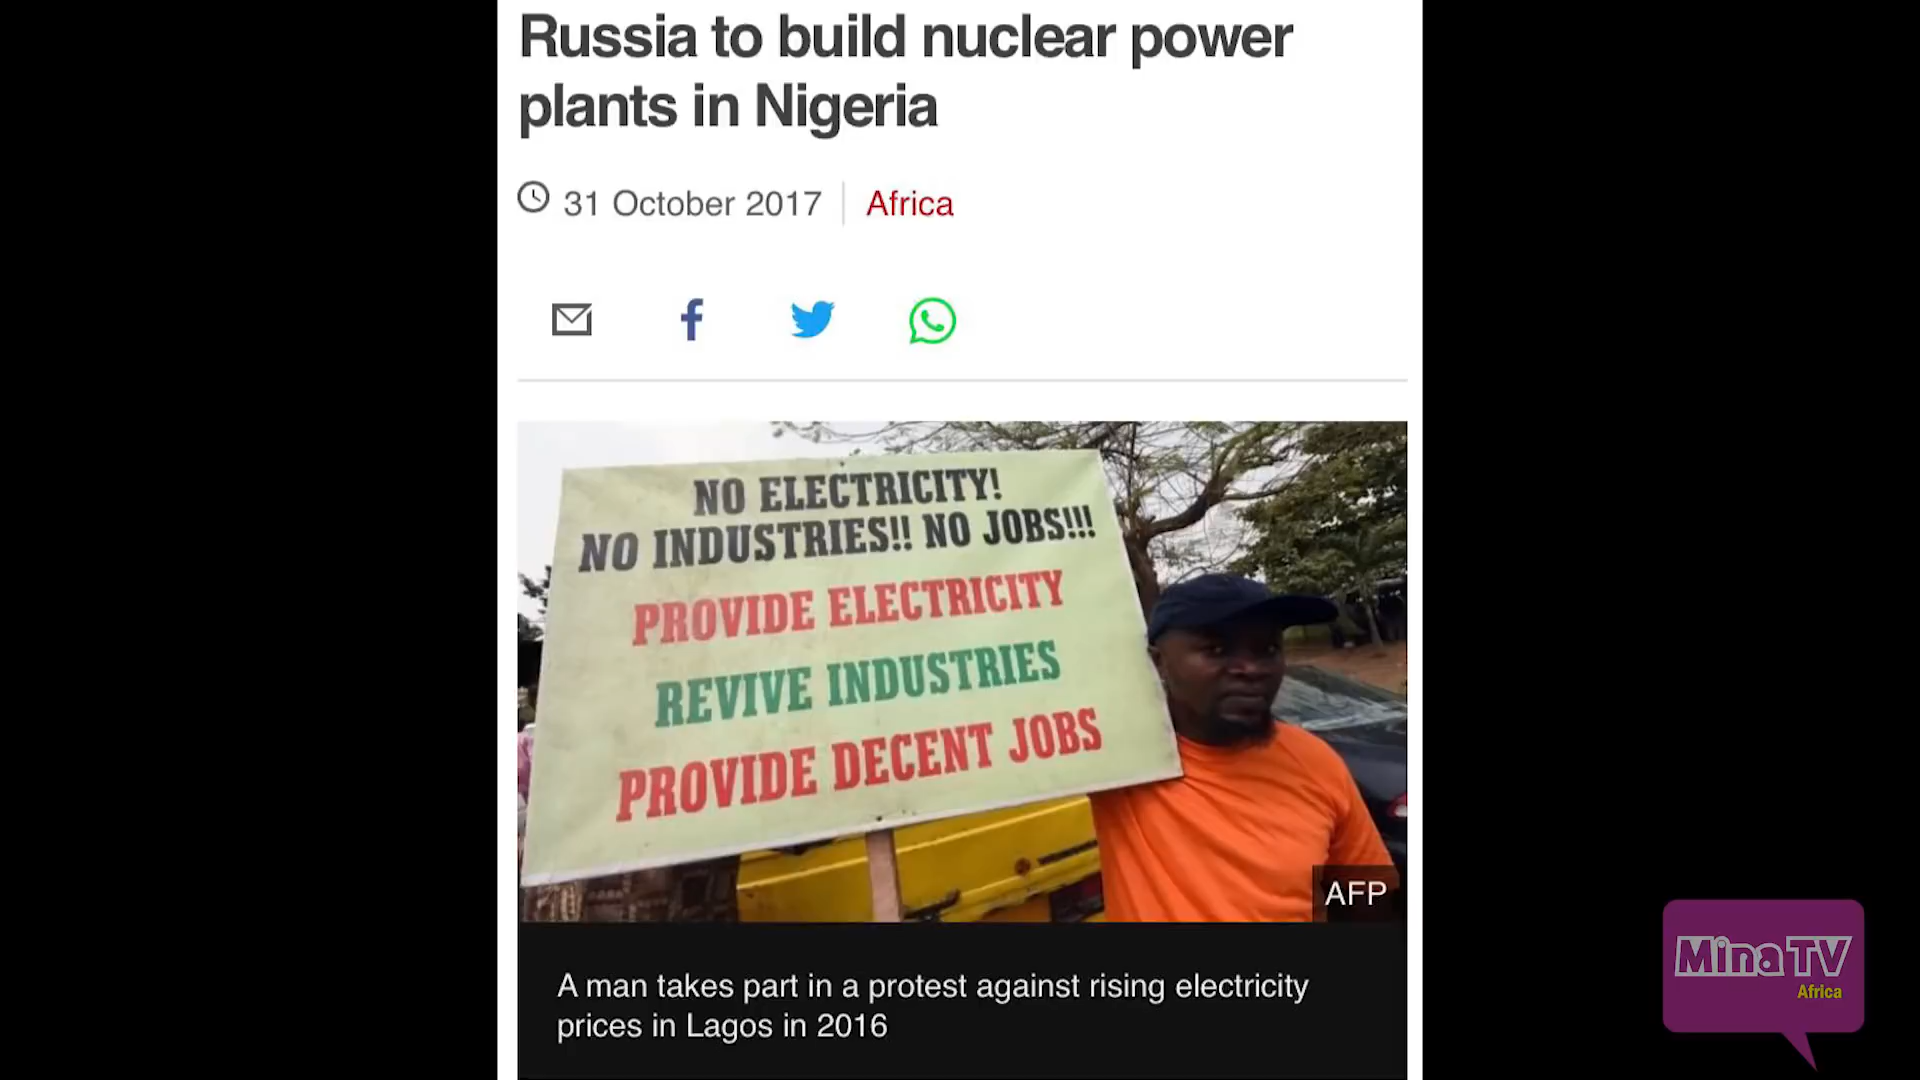 Russia to build nuclear power
plants in Nigeria
31 October 2017
Africa
NO ELECTRICITY!
NO INDUSTRIES!! NO JOBS!!!
PROVIDE ELECTRICITY
REVIVE INDUSTRIES
PROVIDE DECENT JOBS
AFP
A man takes part in a protest against rising electricity
prices in Lagos in 2016
MinaTV
Africa